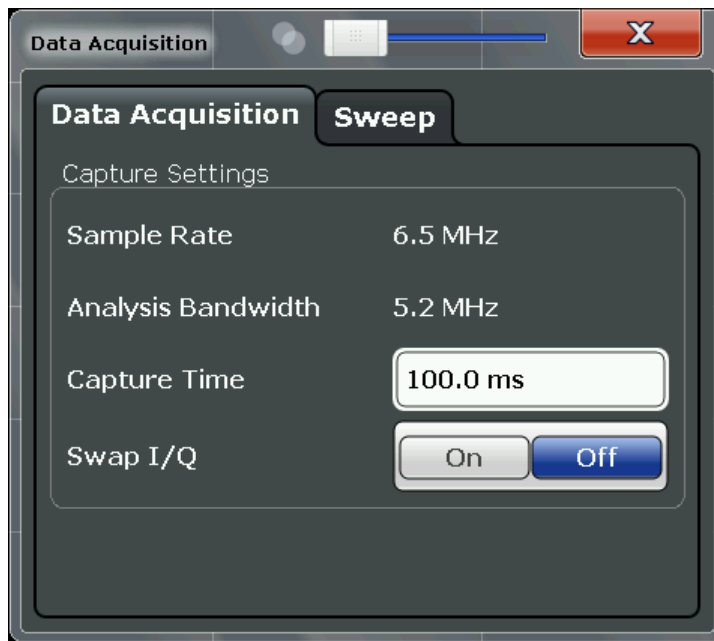 Data Acquisition
X
Data Acquisition
Sweep
Capture Settings
Sample Rate 6.5 MHz
Analysis Bandwidth 5.2 MHz
Capture Time 100.0 ms
Swap I/Q On Off